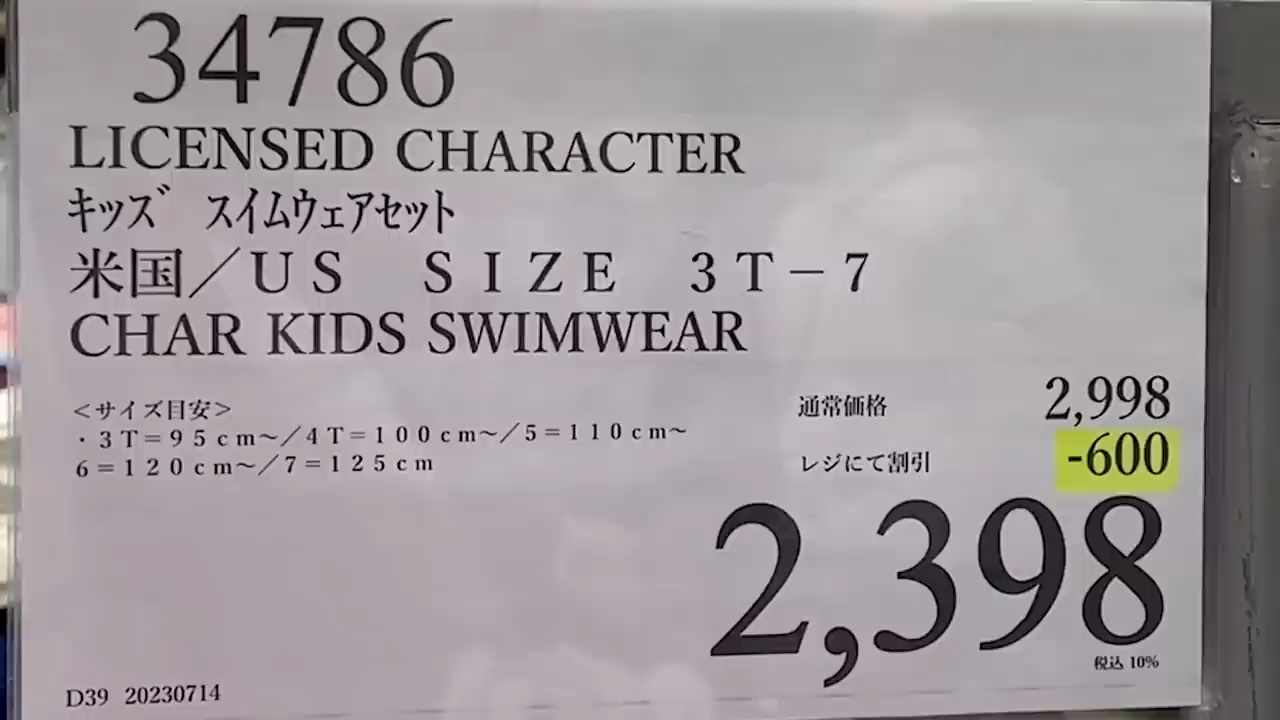 34786
LICENSED CHARACTER
キッズ スイムウェアセット
米国／ＵＳ　ＳＩＺＥ　３Ｔ－７
CHAR KIDS SWIMWEAR
＜サイズ目安＞
・３Ｔ＝９５ｃｍ～／４Ｔ＝１００ｃｍ～／５＝１１０ｃｍ～
６＝１２０ｃｍ～／７＝１２５ｃｍ
通常価格 2,998
レジにて割引 -600
2,398
税込 10%
D39 20230714